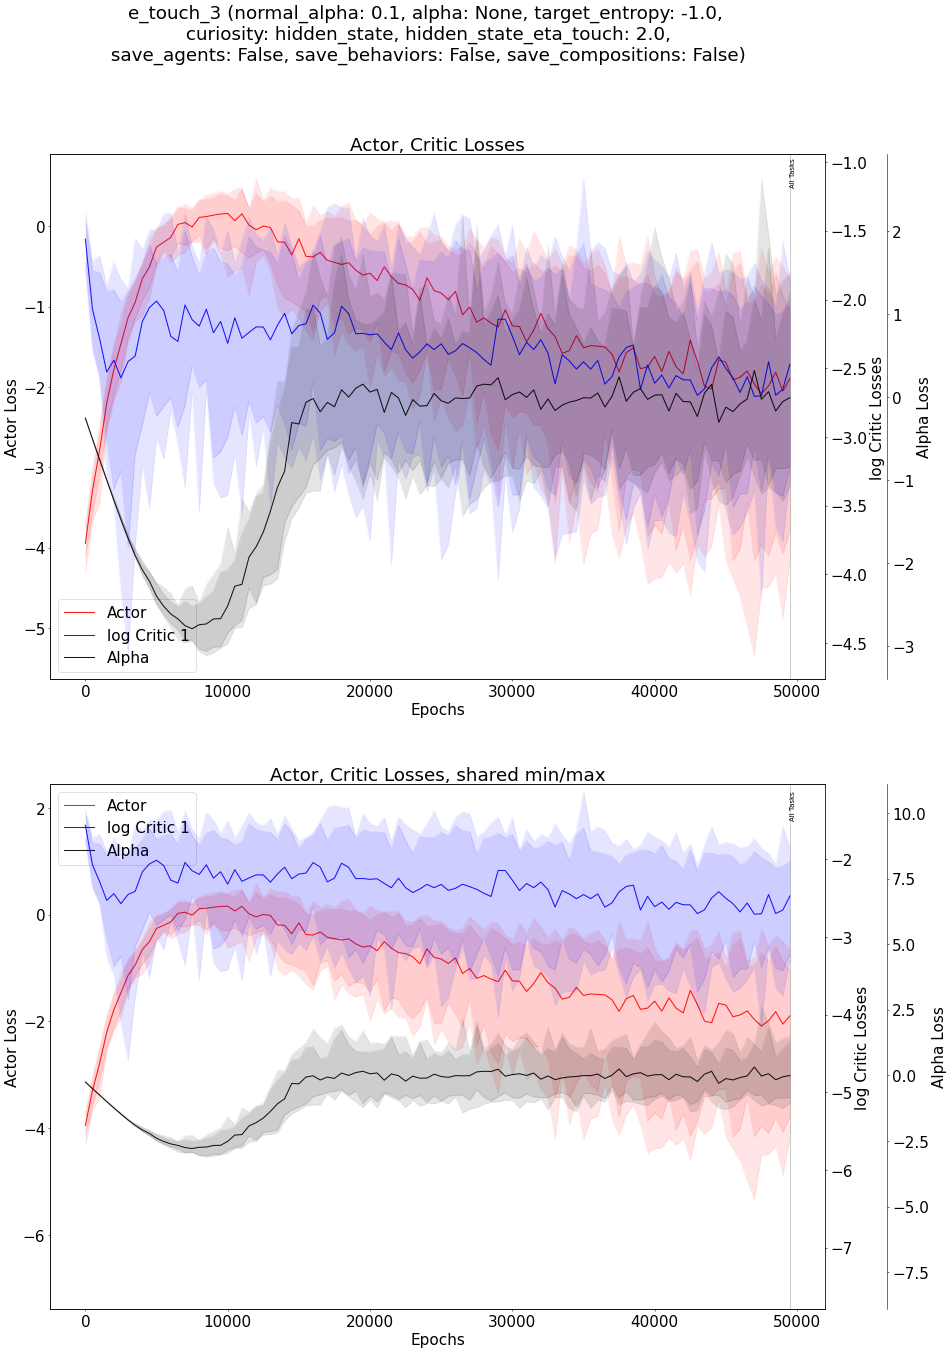 e_touch_3 (normal_alpha: 0.1, alpha: None, target_entropy: -1.0,
curiosity: hidden_state, hidden_state_eta_touch: 2.0,
save_agents: False, save_behaviors: False, save_compositions: False)
Actor, Critic Losses
All Tasks
Actor Loss
0
−1
−2
−3
−4
−5
−1.0
−1.5
−2.0
−2.5
−3.0
−3.5
−4.0
−4.5
log Critic Losses
2
1
0
−1
−2
−3
Alpha Loss
Actor
log Critic 1
Alpha
0
10000
20000
30000
40000
50000
Epochs
Actor, Critic Losses, shared min/max
All Tasks
Actor
log Critic 1
Alpha
Actor Loss
2
0
−2
−4
−6
−2
−3
−4
−5
−6
−7
log Critic Losses
10.0
7.5
5.0
2.5
0.0
−2.5
−5.0
−7.5
Alpha Loss
0
10000
20000
30000
40000
50000
Epochs